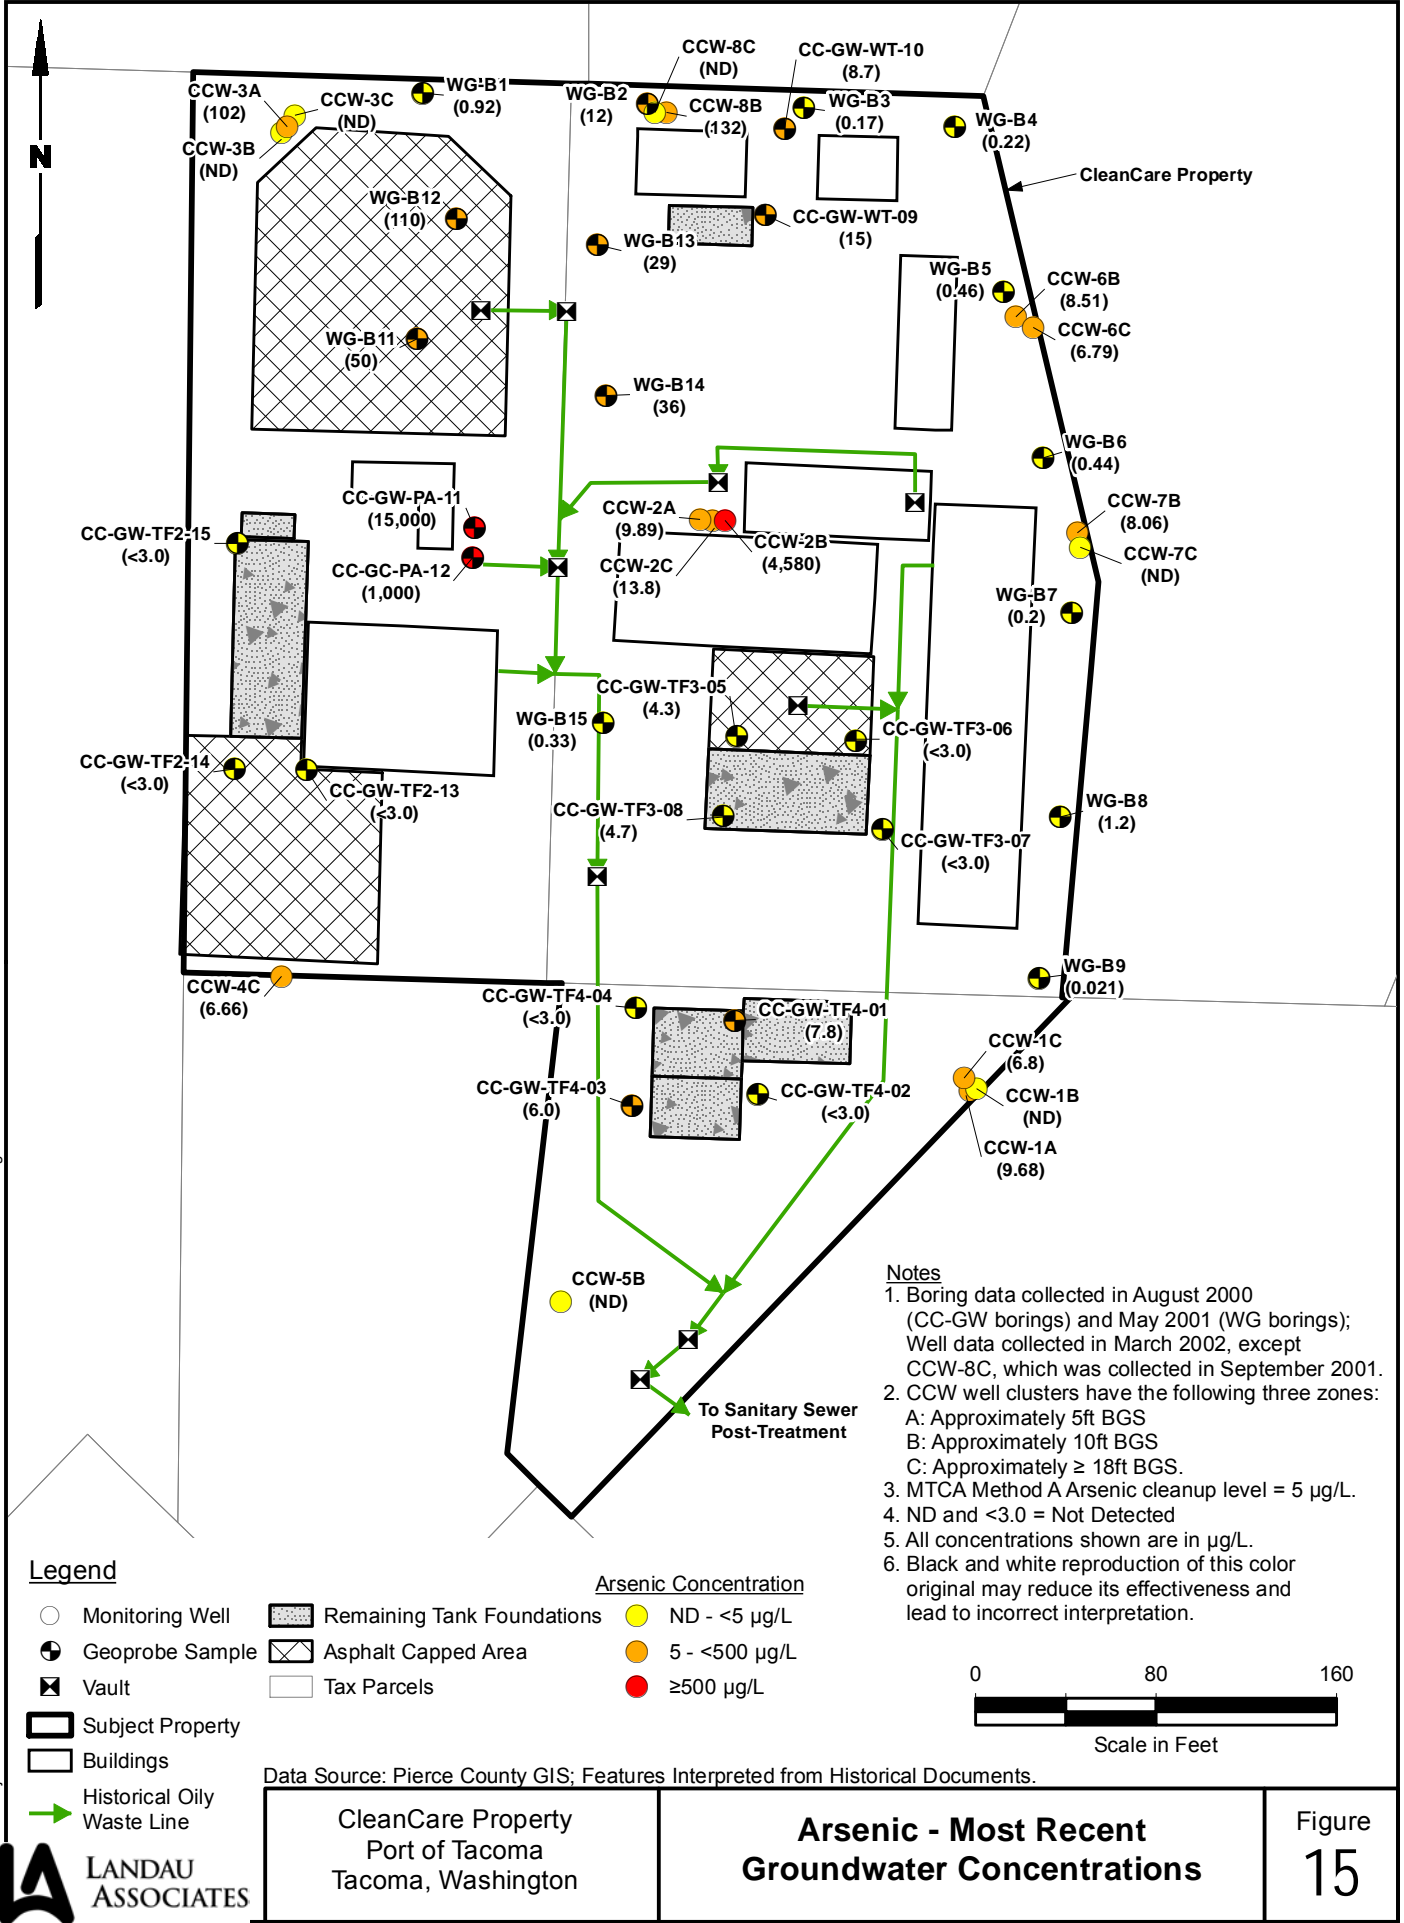 CCW-8C
(ND)
CC-GW-WT-10
(8.7)
CCW-3A
(102)
CCW-3C
(ND)
WG-B1
(0.92)
WG-B2
(12)
CCW-8B
(132)
WG-B3
(0.17)
WG-B4
(0.22)
CCW-3B
(ND)
N
CleanCare Property
WG-B12
(110)
CC-GW-WT-09
(15)
WG-B13
(29)
WG-B5
(0.46)
CCW-6B
(8.51)
CCW-6C
(6.79)
WG-B11
(50)
WG-B14
(36)
WG-B6
(0.44)
CC-GW-PA-11
(15,000)
CCW-2A
(9.89)
CCW-7B
(8.06)
CC-GW-TF2-15
(<3.0)
CCW-2B
(4,580)
CCW-7C
(ND)
CC-GC-PA-12
(1,000)
CCW-2C
(13.8)
WG-B7
(0.2)
CC-GW-TF3-05
(4.3)
WG-B15
(0.33)
CC-GW-TF3-06
(<3.0)
CC-GW-TF2-14
(<3.0)
CC-GW-TF2-13
(<3.0)
CC-GW-TF3-08
(4.7)
WG-B8
(1.2)
CC-GW-TF3-07
(<3.0)
WG-B9
(0.021)
CCW-4C
(6.66)
CC-GW-TF4-04
(<3.0)
CC-GW-TF4-01
(7.8)
CCW-1C
(6.8)
CC-GW-TF4-03
(6.0)
CC-GW-TF4-02
(<3.0)
CCW-1B
(ND)
CCW-1A
(9.68)
CCW-5B
(ND)
To Sanitary Sewer
Post-Treatment
Notes
1. Boring data collected in August 2000
(CC-GW borings) and May 2001 (WG borings);
Well data collected in March 2002, except
CCW-8C, which was collected in September 2001.
2. CCW well clusters have the following three zones:
A: Approximately 5ft BGS
B: Approximately 10ft BGS
C: Approximately ≥ 18ft BGS.
3. MTCA Method A Arsenic cleanup level = 5 µg/L.
4. ND and <3.0 = Not Detected
5. All concentrations shown are in µg/L.
6. Black and white reproduction of this color
original may reduce its effectiveness and
lead to incorrect interpretation.
Legend
Monitoring Well
Geoprobe Sample
Vault
Subject Property
Buildings
Historical Oily
Waste Line
Remaining Tank Foundations
Asphalt Capped Area
Tax Parcels
Arsenic Concentration
ND - <5 µg/L
5 - <500 µg/L
≥500 µg/L
0 80 160
Scale in Feet
Data Source: Pierce County GIS; Features Interpreted from Historical Documents.
LANDAU
ASSOCIATES
CleanCare Property
Port of Tacoma
Tacoma, Washington
Arsenic - Most Recent
Groundwater Concentrations
Figure
15